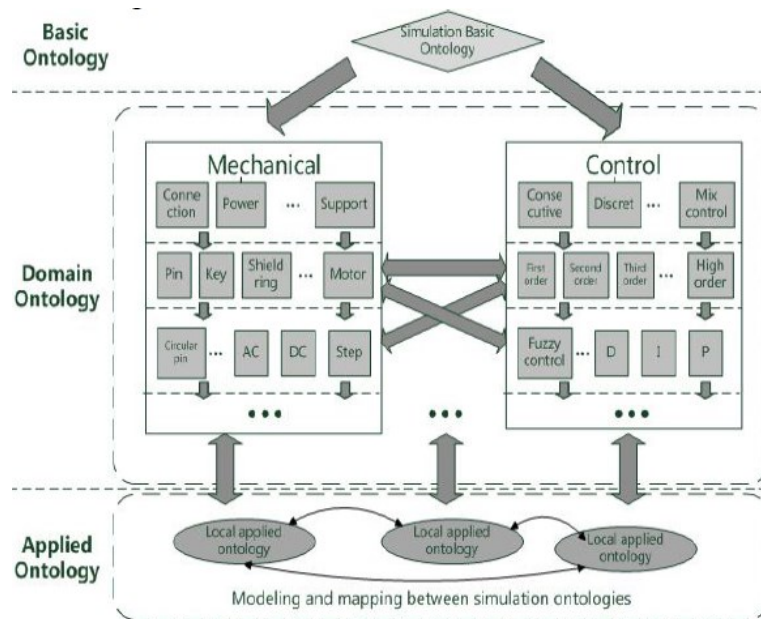 Basic
Ontology
Simulation Basic
Ontology
Domain
Ontology
Mechanical
Conne
ction
Power
...
Support
Pin
Key
Shield
ring
...
Motor
Circular
pin
...
AC
DC
Step
...
...
Control
Conse
cutive
Discret
...
Mix
control
First
order
Second
order
Third
order
...
High
order
Fuzzy
control
...
D
I
P
...
Applied
Ontology
Local applied
ontology
Local applied
ontology
Local applied
ontology
Modeling and mapping between simulation ontologies